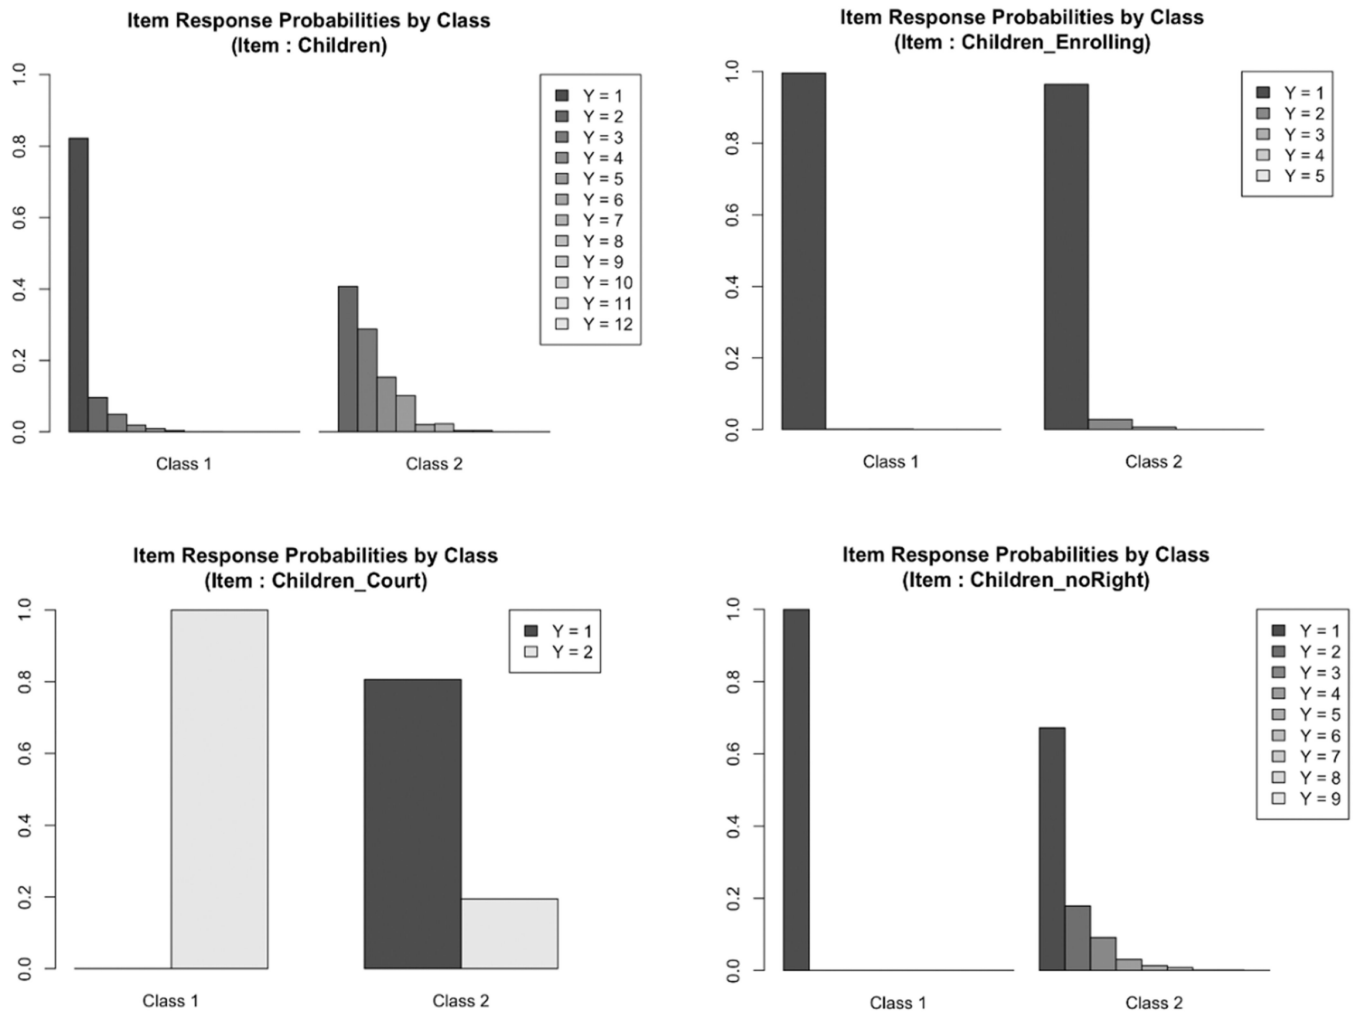 Item Response Probabilities by Class
(Item : Children)
1.0
0.8
0.6
0.4
0.2
0.0
Y = 1
Y = 2
Y = 3
Y = 4
Y = 5
Y = 6
Y = 7
Y = 8
Y = 9
Y = 10
Y = 11
Y = 12
Class 1
Class 2
Item Response Probabilities by Class
(Item : Children_Enrolling)
1.0
0.8
0.6
0.4
0.2
0.0
Y = 1
Y = 2
Y = 3
Y = 4
Y = 5
Class 1
Class 2
Item Response Probabilities by Class
(Item : Children_Court)
1.0
0.8
0.6
0.4
0.2
0.0
Y = 1
Y = 2
Class 1
Class 2
Item Response Probabilities by Class
(Item : Children_noRight)
1.0
0.8
0.6
0.4
0.2
0.0
Y = 1
Y = 2
Y = 3
Y = 4
Y = 5
Y = 6
Y = 7
Y = 8
Y = 9
Class 1
Class 2